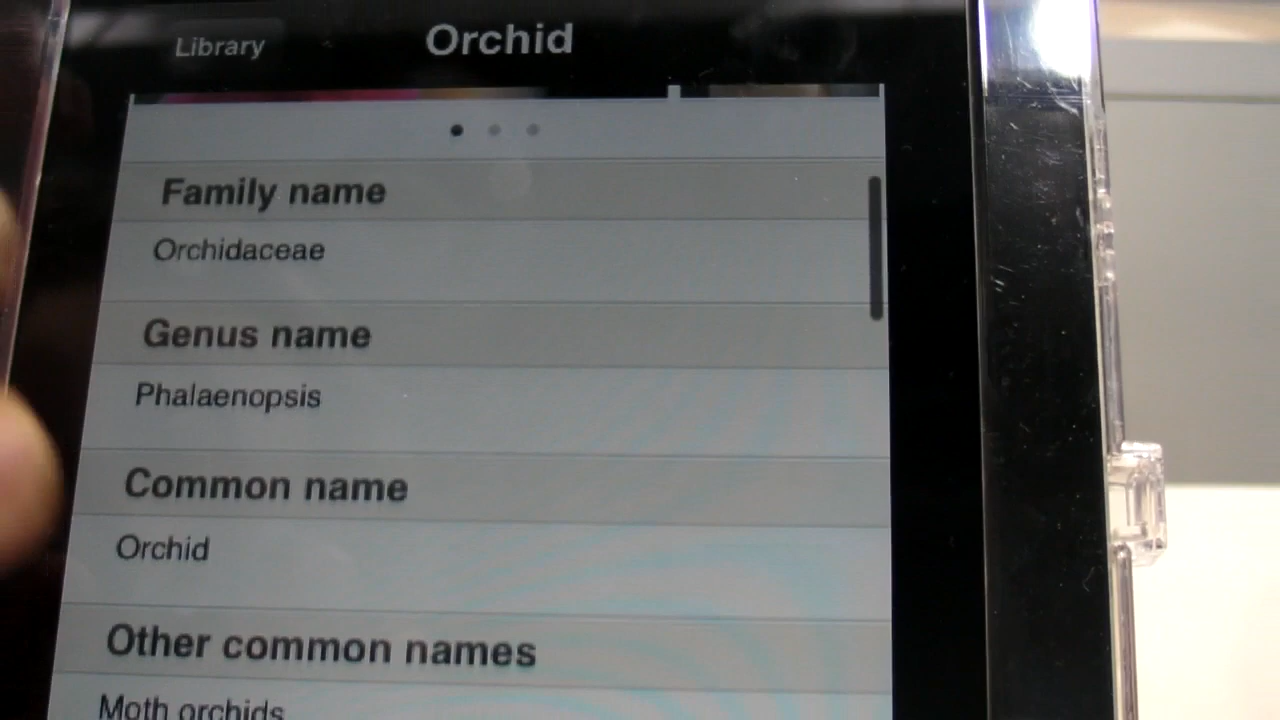 Library
Orchid
Family name
Orchidaceae
Genus name
Phalaenopsis
Common name
Orchid
Other common names
Moth orchids